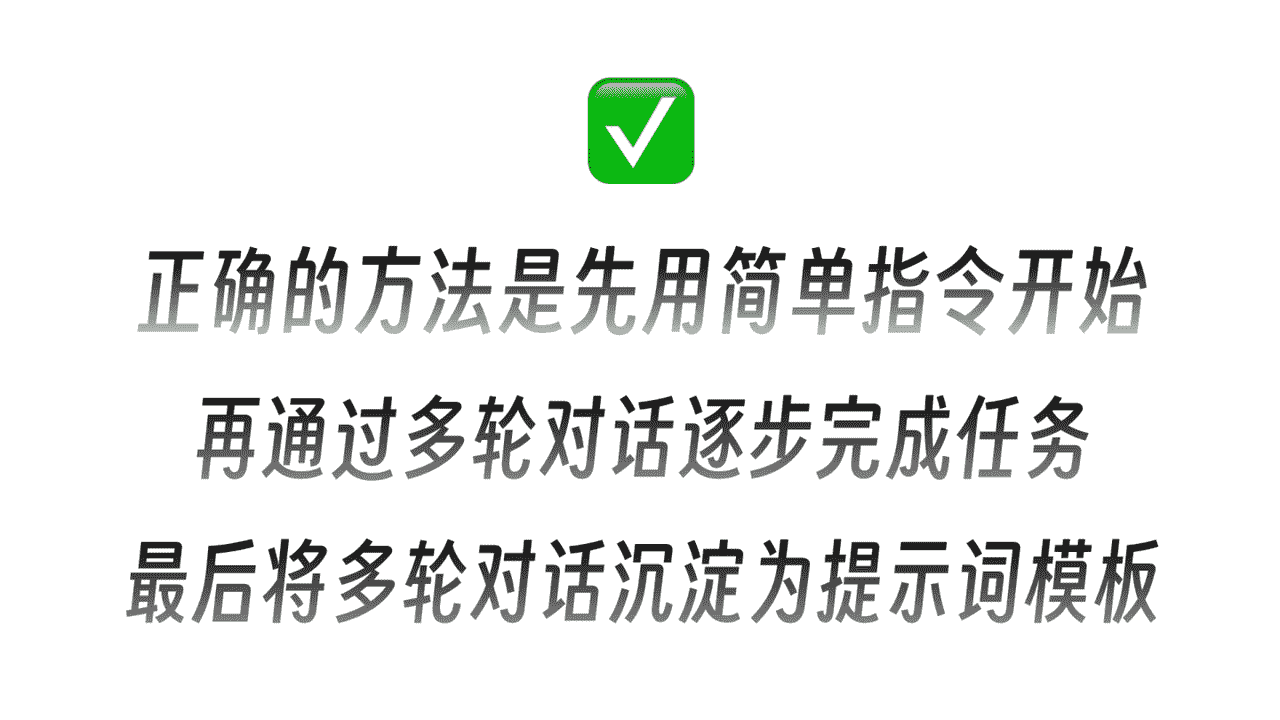 正确的方法是先用简单指令开始
再通过多轮对话逐步完成任务
最后将多轮对话沉淀为提示词模板